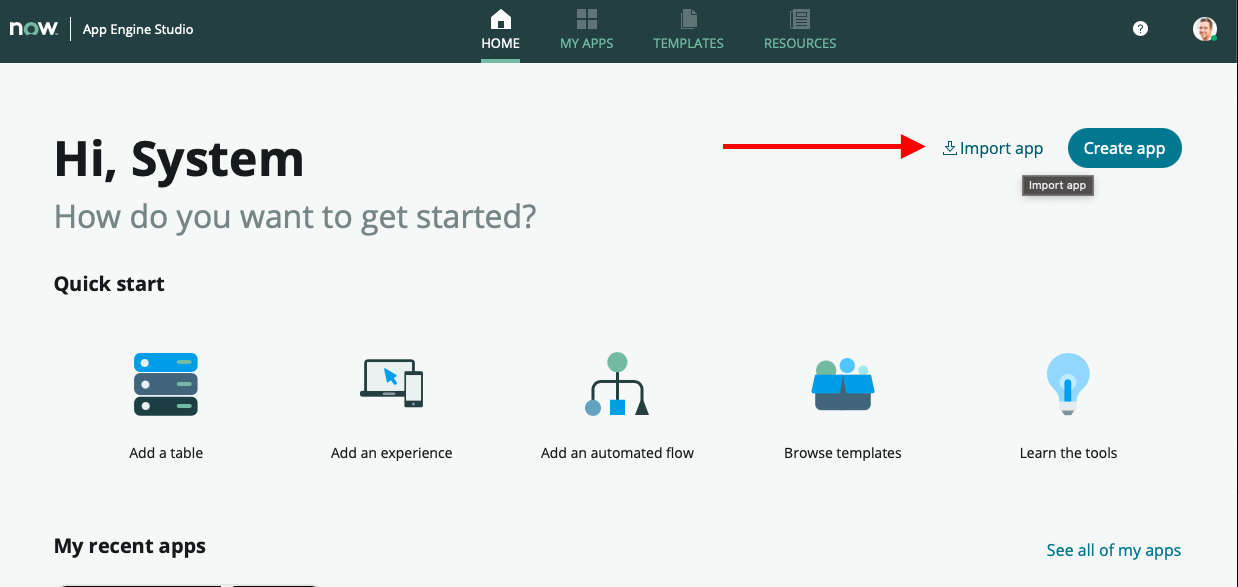 now. App Engine Studio
HOME MY APPS TEMPLATES RESOURCES
?
Hi, System
Import app
Create app
Import app
How do you want to get started?
Quick start
Add a table
Add an experience
Add an automated flow
Browse templates
Learn the tools
My recent apps
See all of my apps